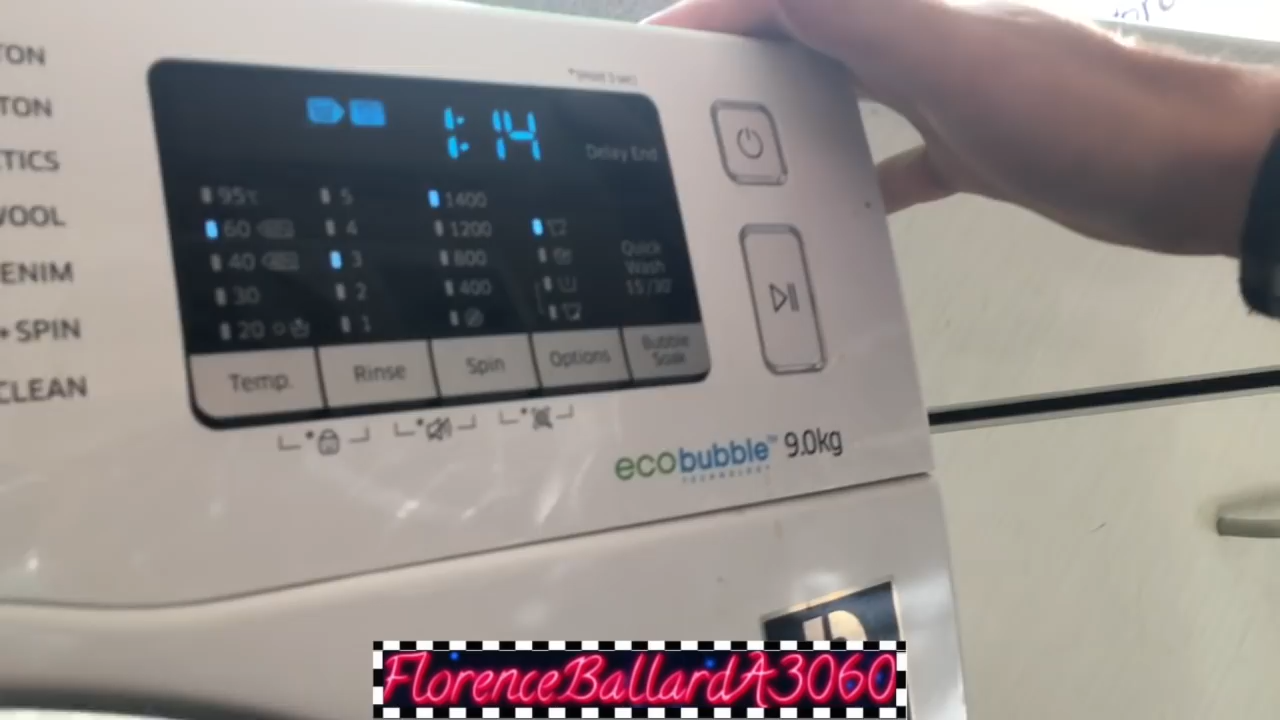 TON
TON
TICS
WOOL
ENIM
+ SPIN
CLEAN
1:14
Delay End
95℃ 5 1400
60 4 1200
40 3 800
30 2 400
20 1
Quick
Wash
15'/30'
Temp. Rinse Spin Options Bubble
Soak
ecobubble™ 9.0kg
TECHNOLOGY
FlorenceBallardA3060